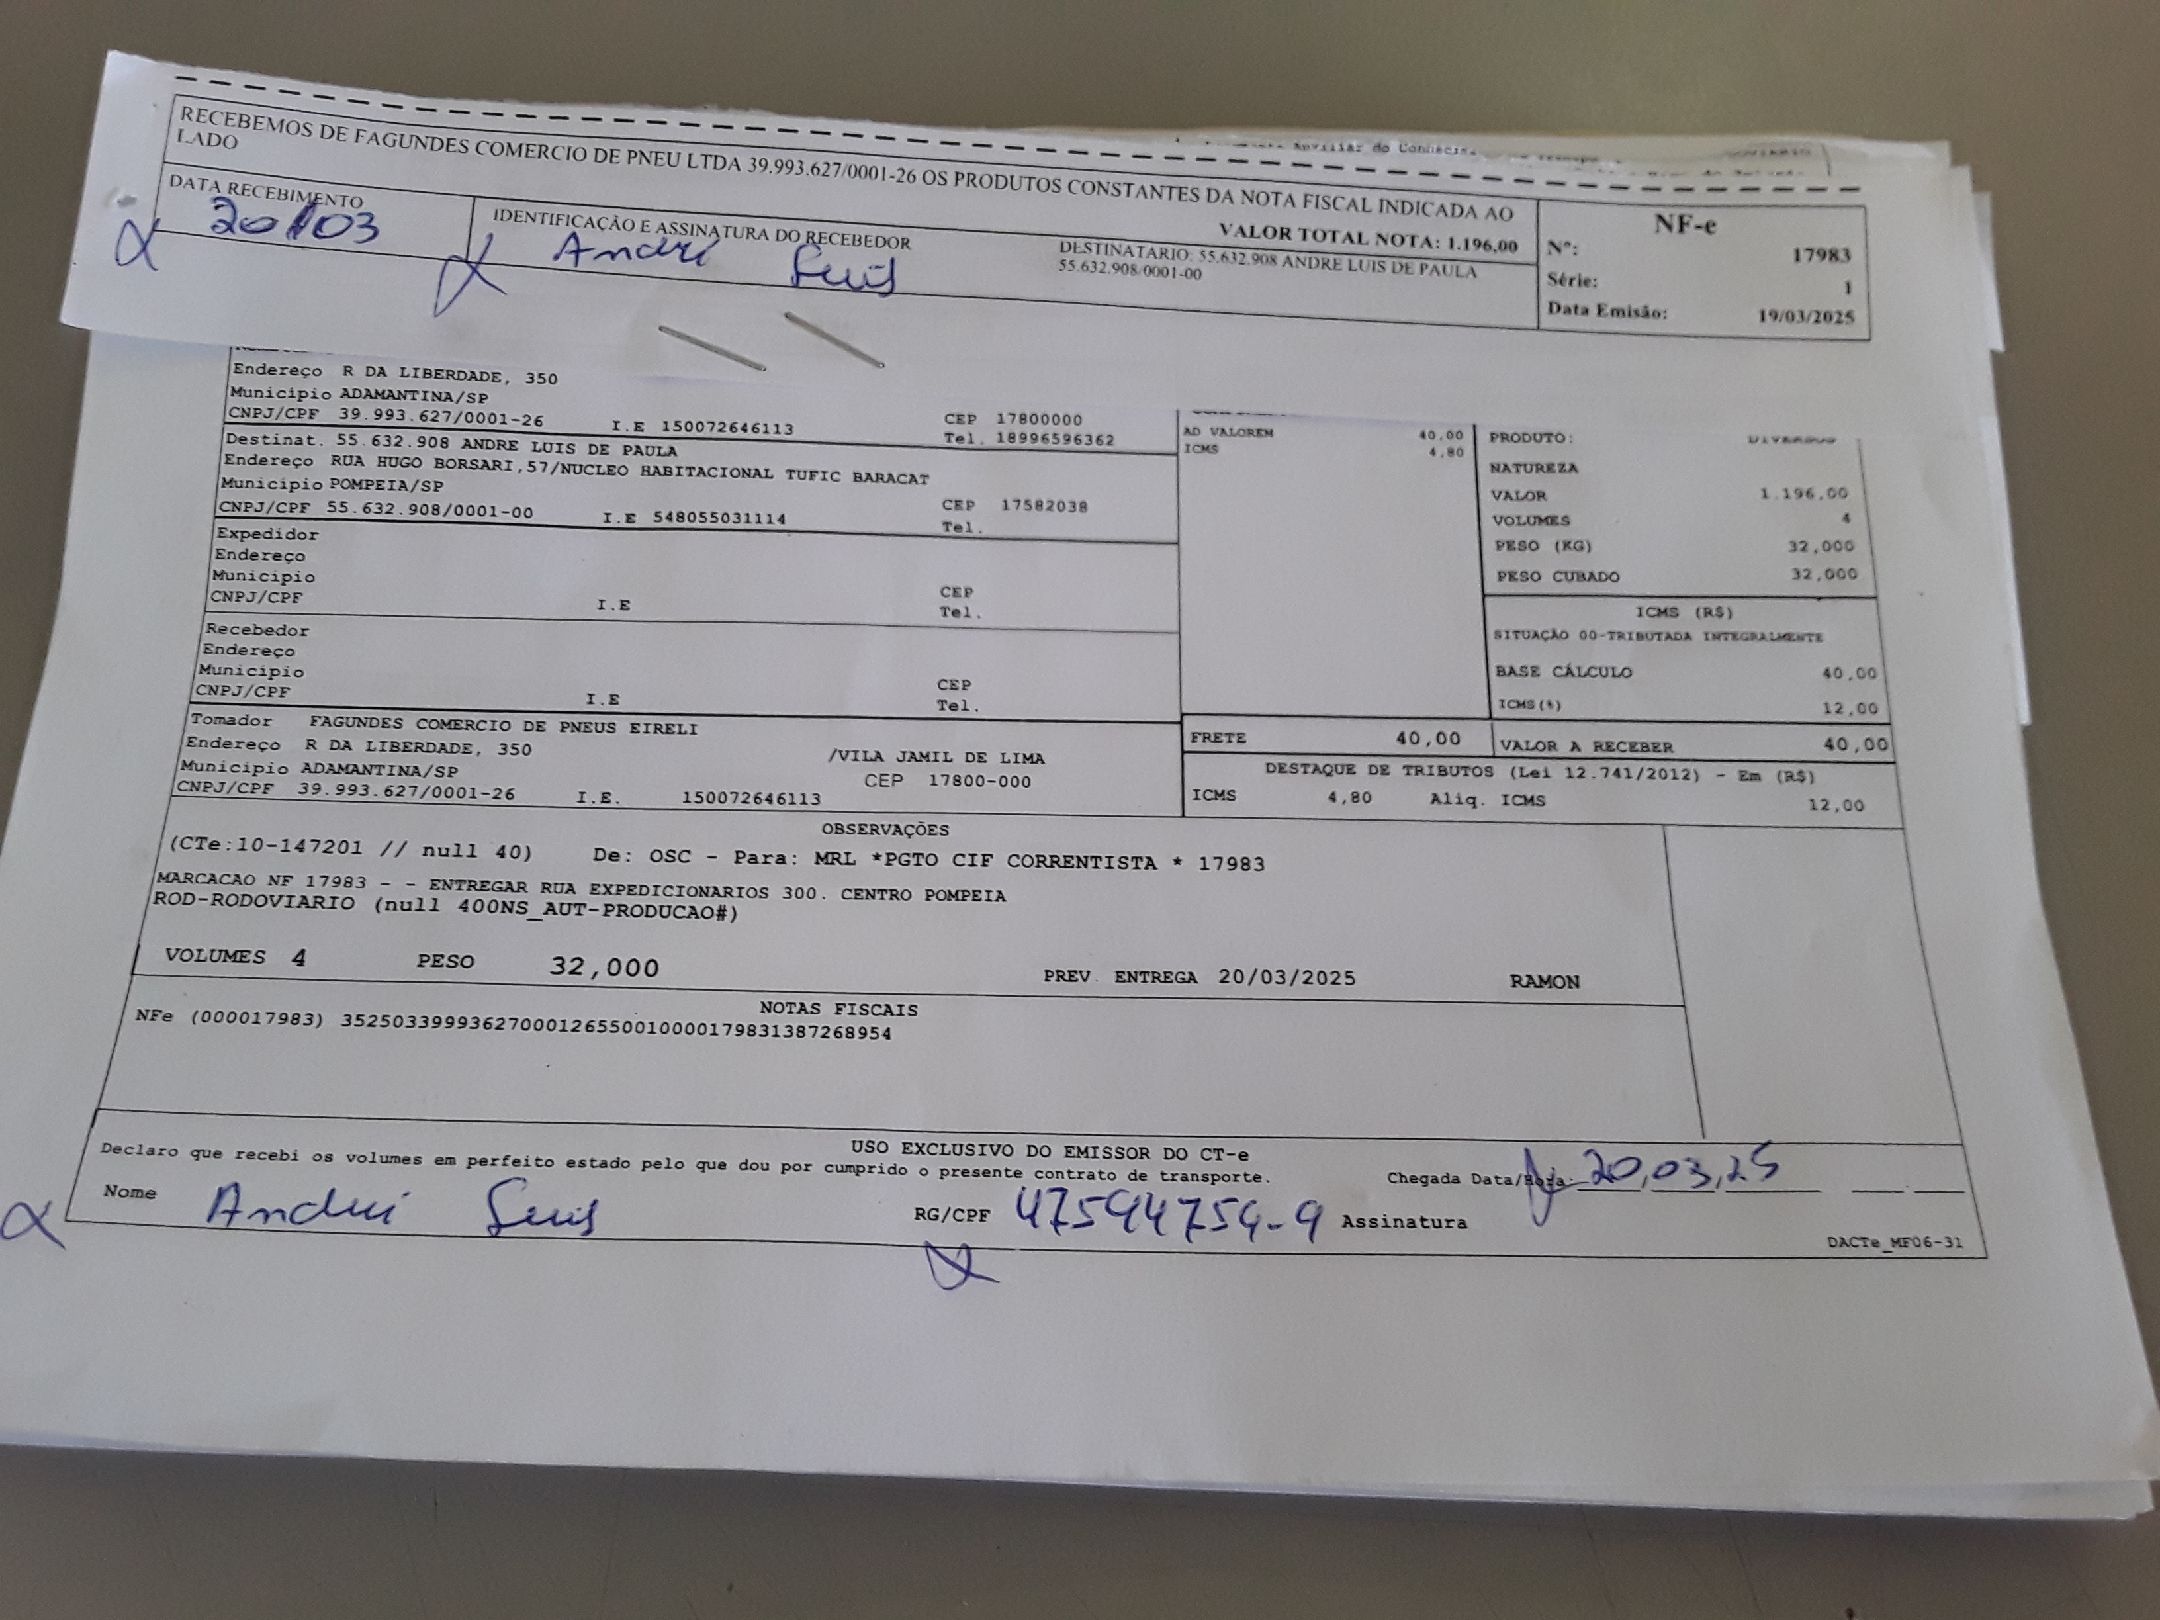 RECEBEMOS DE FAGUNDES COMERCIO DE PNEU LTDA 39.993.627/0001-26 OS PRODUTOS CONSTANTES DA NOTA FISCAL INDICADA AO
LADO
VALOR TOTAL NOTA: 1.196,00
DATA RECEBIMENTO
20/03
IDENTIFICAÇÃO E ASSINATURA DO RECEBEDOR
André Luis
DESTINATARIO: 55.632.908 ANDRE LUIS DE PAULA
55.632.908/0001-00
NF-e
Nº: 17983
Série: 1
Data Emisão: 19/03/2025
Endereço R DA LIBERDADE, 350
Municipio ADAMANTINA/SP
CNPJ/CPF 39.993.627/0001-26 I.E 150072646113
CEP 17800000
Tel. 18996596362
Destinat. 55.632.908 ANDRE LUIS DE PAULA
Endereço RUA HUGO BORSARI,57/NUCLEO HABITACIONAL TUFIC BARACAT
Municipio POMPEIA/SP
CNPJ/CPF 55.632.908/0001-00 I.E 548055031114
CEP 17582038
Tel.
Expedidor
Endereço
Municipio
CNPJ/CPF I.E
CEP
Tel.
Recebedor
Endereço
Municipio
CNPJ/CPF I.E
CEP
Tel.
Tomador FAGUNDES COMERCIO DE PNEUS EIRELI
Endereço R DA LIBERDADE, 350 /VILA JAMIL DE LIMA
Municipio ADAMANTINA/SP CEP 17800-000
CNPJ/CPF 39.993.627/0001-26 I.E. 150072646113
AD VALOREM 40,00
ICMS 4,80
PRODUTO: DIVERSOS
NATUREZA
VALOR 1.196,00
VOLUMES 4
PESO (KG) 32,000
PESO CUBADO 32,000
ICMS (R$)
SITUAÇÃO 00-TRIBUTADA INTEGRALMENTE
BASE CÁLCULO 40,00
ICMS(%) 12,00
FRETE 40,00
VALOR A RECEBER 40,00
DESTAQUE DE TRIBUTOS (Lei 12.741/2012) - Em (R$)
ICMS 4,80 Aliq. ICMS 12,00
OBSERVAÇÕES
(CTe:10-147201 // null 40) De: OSC - Para: MRL *PGTO CIF CORRENTISTA * 17983
MARCACAO NF 17983 - - ENTREGAR RUA EXPEDICIONARIOS 300. CENTRO POMPEIA
ROD-RODOVIARIO (null 400NS_AUT-PRODUCAO#)
VOLUMES 4 PESO 32,000 PREV. ENTREGA 20/03/2025 RAMON
NOTAS FISCAIS
NFe (000017983) 35250339993627000126550010000179831387268954
USO EXCLUSIVO DO EMISSOR DO CT-e
Declaro que recebi os volumes em perfeito estado pelo que dou por cumprido o presente contrato de transporte.
Chegada Data/Hora: 20,03,25
Nome André Luis RG/CPF 47594759-9 Assinatura
DACTe_MF06-31